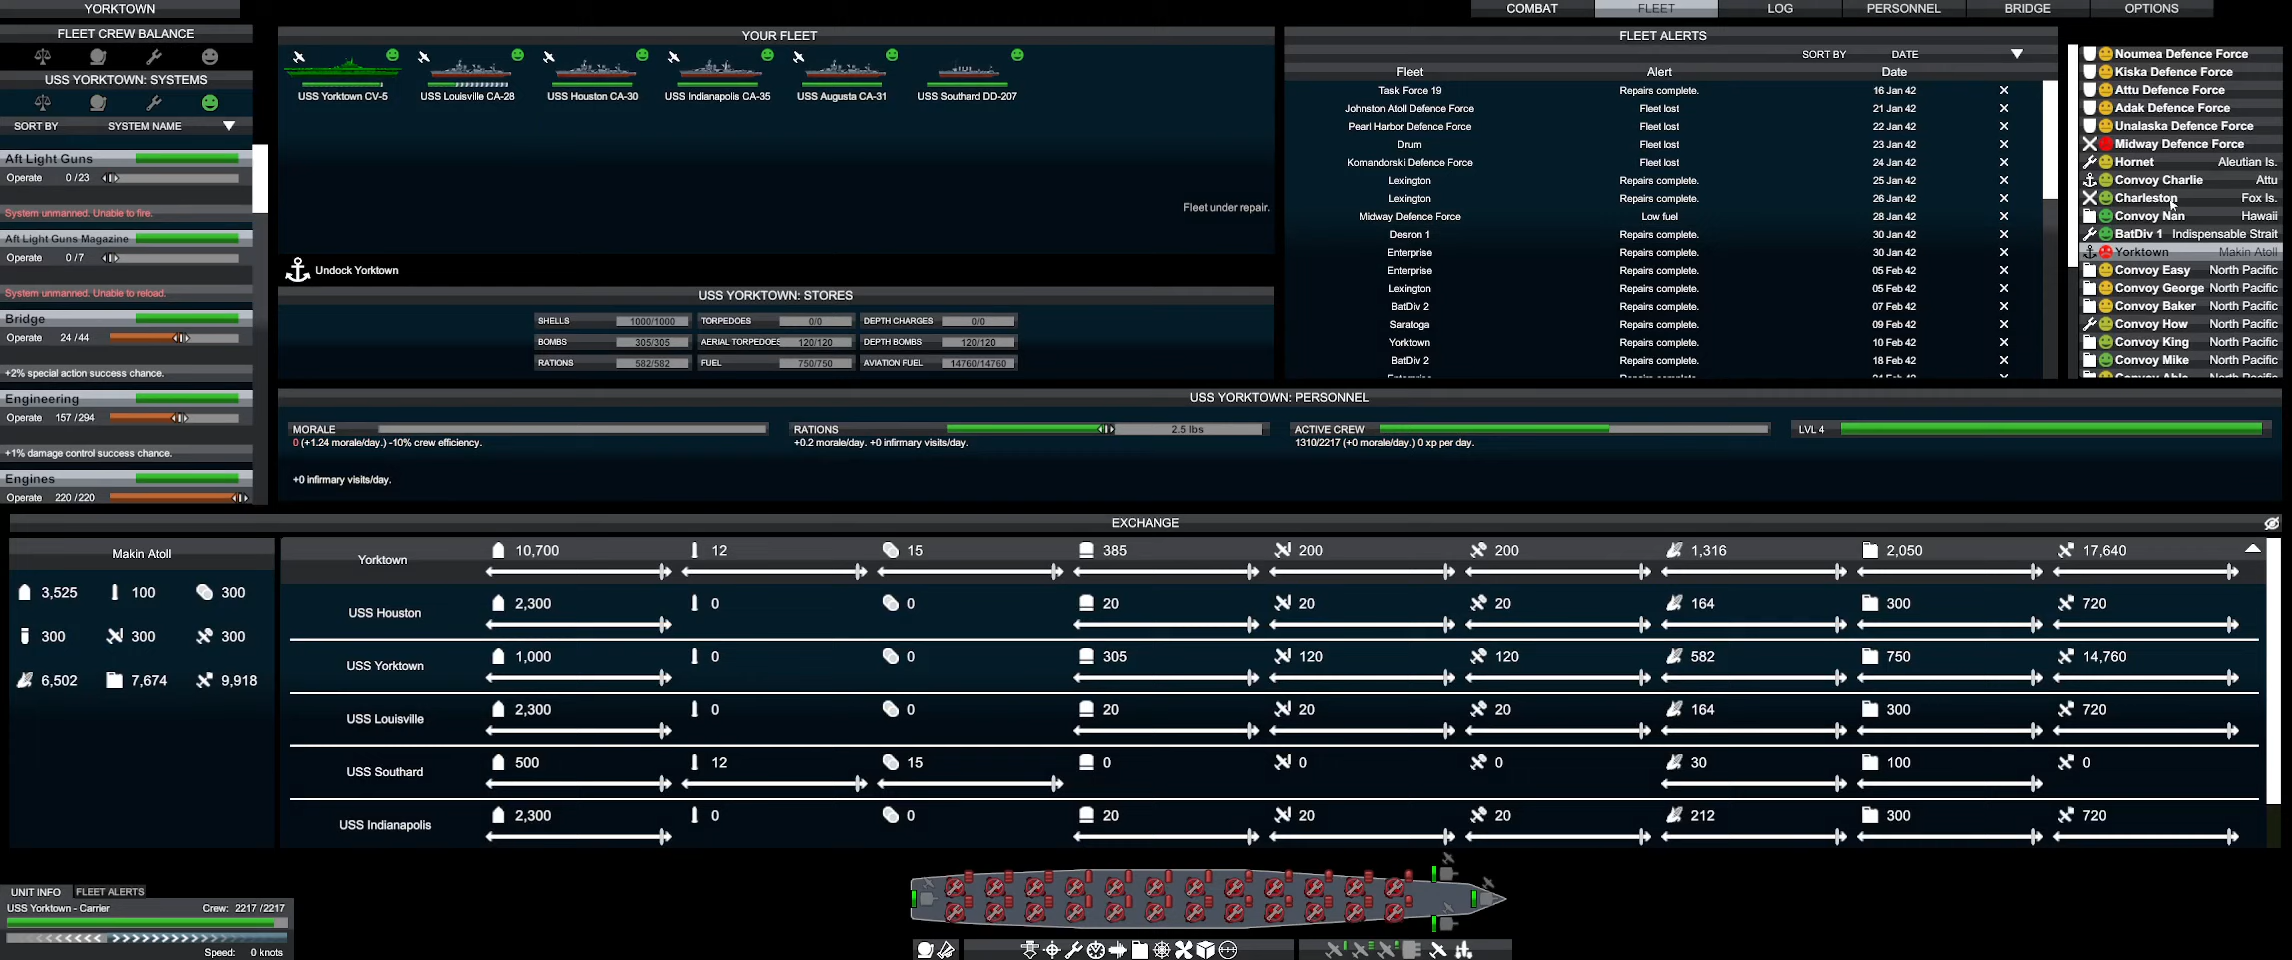 YORKTOWN
COMBAT FLEET LOG PERSONNEL BRIDGE OPTIONS
FLEET CREW BALANCE
USS YORKTOWN: SYSTEMS
SORT BY SYSTEM NAME
Aft Light Guns
Operate 0 /23
System unmanned. Unable to fire.
Aft Light Guns Magazine
Operate 0 /7
System unmanned. Unable to reload.
Bridge
Operate 24 /44
+2% special action success chance.
Engineering
Operate 157 /294
+1% damage control success chance.
Engines
Operate 220 /220
YOUR FLEET
USS Yorktown CV-5 USS Louisville CA-28 USS Houston CA-30 USS Indianapolis CA-35 USS Augusta CA-31 USS Southard DD-207
Fleet under repair.
Undock Yorktown
USS YORKTOWN: STORES
SHELLS 1000/1000 TORPEDOES 0/0 DEPTH CHARGES 0/0
BOMBS 305/305 AERIAL TORPEDOES 120/120 DEPTH BOMBS 120/120
RATIONS 582/582 FUEL 750/750 AVIATION FUEL 14760/14760
FLEET ALERTS
SORT BY DATE
Fleet Alert Date
Task Force 19 Repairs complete. 16 Jan 42
Johnston Atoll Defence Force Fleet lost 21 Jan 42
Pearl Harbor Defence Force Fleet lost 22 Jan 42
Drum Fleet lost 23 Jan 42
Komandorski Defence Force Fleet lost 24 Jan 42
Lexington Repairs complete. 25 Jan 42
Lexington Repairs complete. 26 Jan 42
Midway Defence Force Low fuel 28 Jan 42
Desron 1 Repairs complete. 30 Jan 42
Enterprise Repairs complete. 30 Jan 42
Enterprise Repairs complete. 05 Feb 42
Lexington Repairs complete. 05 Feb 42
BatDiv 2 Repairs complete. 07 Feb 42
Saratoga Repairs complete. 09 Feb 42
Yorktown Repairs complete. 10 Feb 42
BatDiv 2 Repairs complete. 18 Feb 42
Noumea Defence Force
Kiska Defence Force
Attu Defence Force
Adak Defence Force
Unalaska Defence Force
Midway Defence Force
Hornet Aleutian Is.
Convoy Charlie Attu
Charleston Fox Is.
Convoy Nan Hawaii
BatDiv 1 Indispensable Strait
Yorktown Makin Atoll
Convoy Easy North Pacific
Convoy George North Pacific
Convoy Baker North Pacific
Convoy How North Pacific
Convoy King North Pacific
Convoy Mike North Pacific
Convoy Able North Pacific
USS YORKTOWN: PERSONNEL
MORALE
0 (+1.24 morale/day.) -10% crew efficiency.
RATIONS 2.5 lbs
+0.2 morale/day. +0 infirmary visits/day.
ACTIVE CREW
1310/2217 (+0 morale/day.) 0 xp per day.
LVL 4
+0 infirmary visits/day.
EXCHANGE
Makin Atoll
3,525 100 300
300 300 300
6,502 7,674 9,918
Yorktown 10,700 12 15 385 200 200 1,316 2,050 17,640
USS Houston 2,300 0 0 20 20 20 164 300 720
USS Yorktown 1,000 0 0 305 120 120 582 750 14,760
USS Louisville 2,300 0 0 20 20 20 164 300 720
USS Southard 500 12 15 0 0 0 30 100 0
USS Indianapolis 2,300 0 0 20 20 20 212 300 720
UNIT INFO FLEET ALERTS
USS Yorktown - Carrier Crew: 2217 /2217
Speed: 0 knots